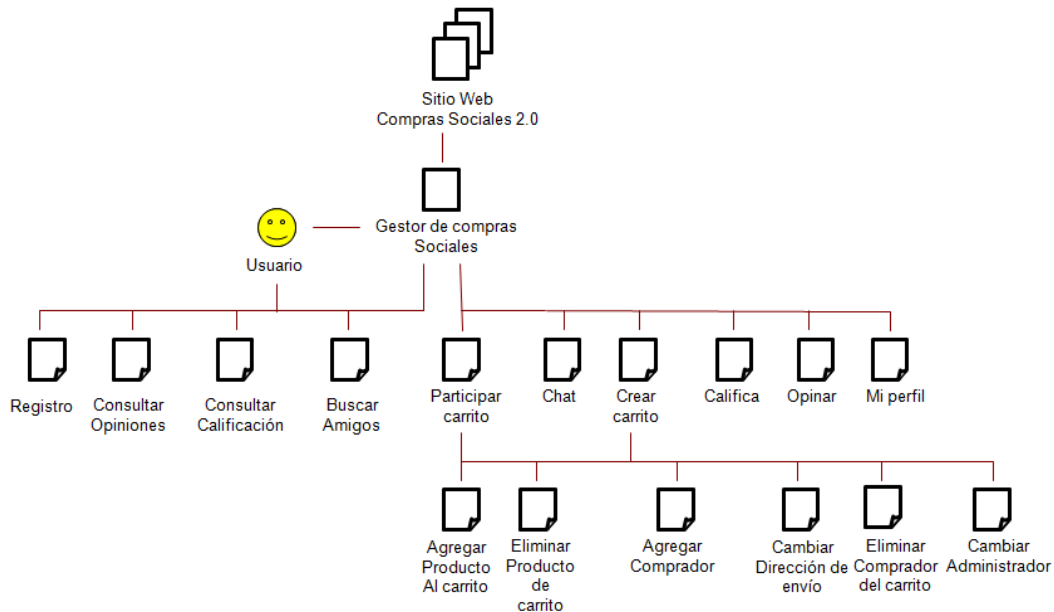 Sitio Web
Compras Sociales 2.0
Gestor de compras
Sociales
Usuario
Registro
Consultar
Opiniones
Consultar
Calificación
Buscar
Amigos
Participar
carrito
Chat
Crear
carrito
Califica
Opinar
Mi perfil
Agregar
Producto
Al carrito
Eliminar
Producto
de
carrito
Agregar
Comprador
Cambiar
Dirección de
envío
Eliminar
Comprador
del carrito
Cambiar
Administrador